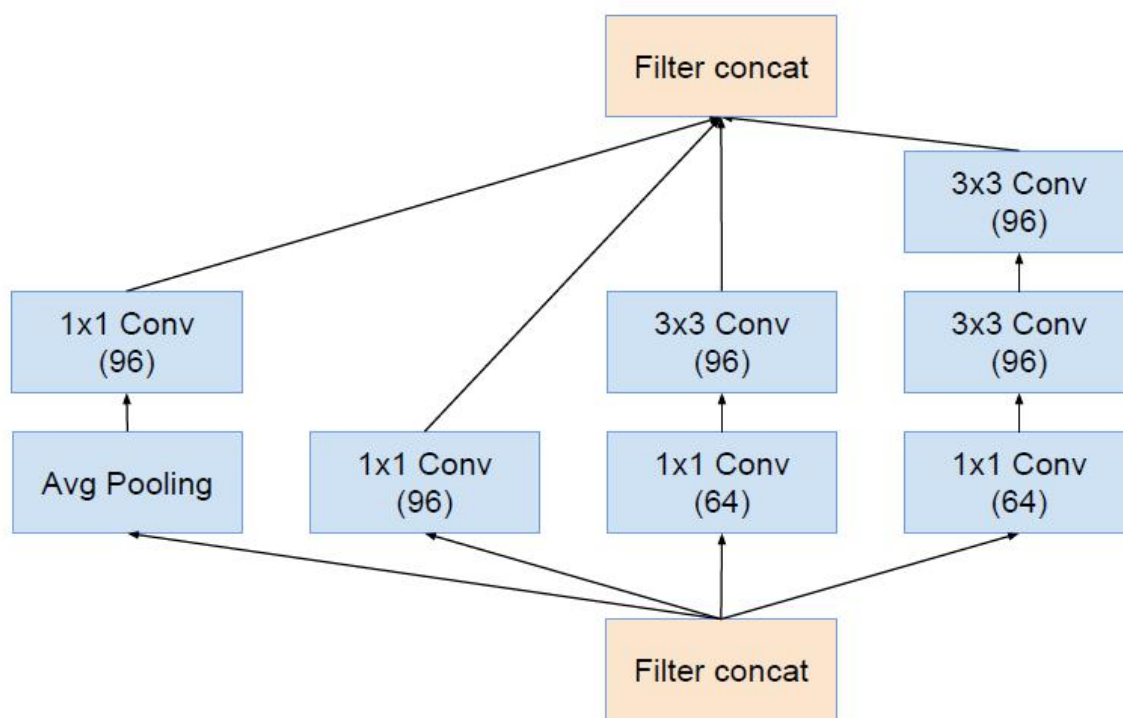 Filter concat
3x3 Conv
(96)
1x1 Conv
(96)
3x3 Conv
(96)
3x3 Conv
(96)
Avg Pooling
1x1 Conv
(96)
1x1 Conv
(64)
1x1 Conv
(64)
Filter concat